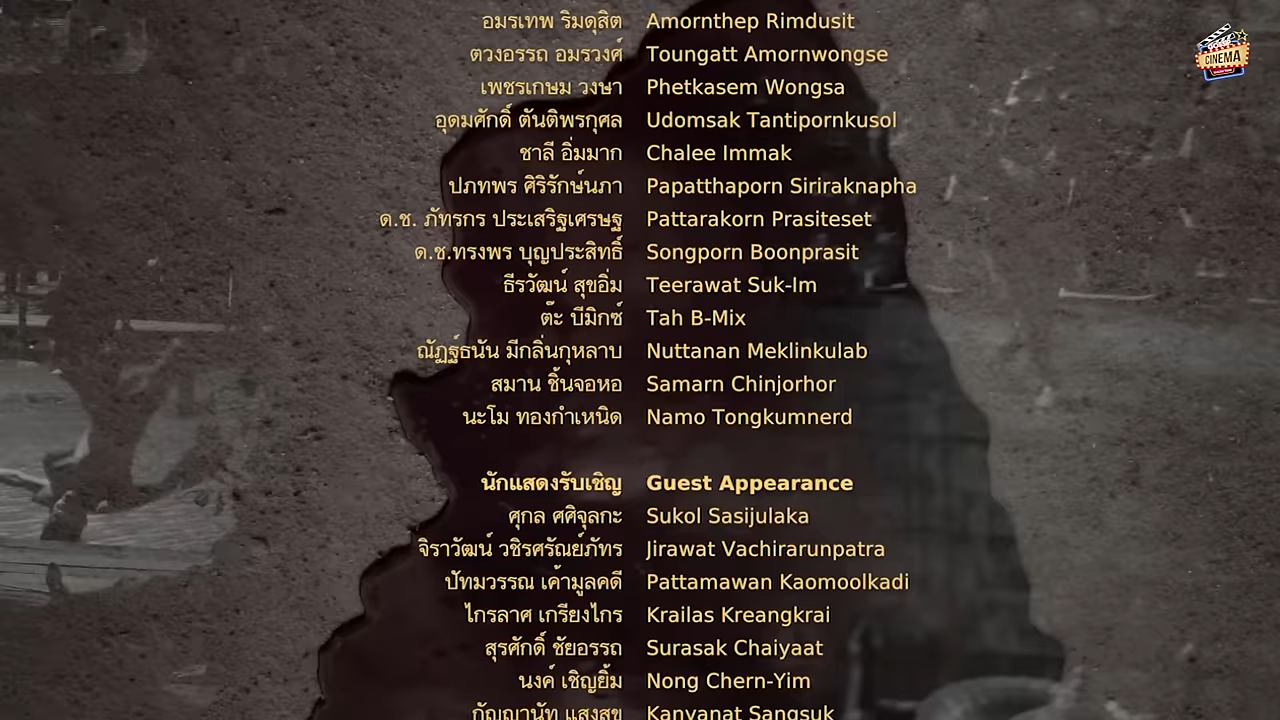 อมรเทพ ริมดุสิต Amornthep Rimdusit
ตวงอรรถ อมรวงศ์ Toungatt Amornwongse
เพชรเกษม วงษา Phetkasem Wongsa
อุดมศักดิ์ ตันติพรกุศล Udomsak Tantipornkusol
ชาลี อิ่มมาก Chalee Immak
ปภทพร ศิริรักษ์นภา Papatthaporn Siriraknapha
ด.ช. ภัทรกร ประเสริฐเศรษฐ Pattarakorn Prasiteset
ด.ช.ทรงพร บุญประสิทธิ์ Songporn Boonprasit
ธีรวัฒน์ สุขอิ่ม Teerawat Suk-Im
ต๊ะ บีมิกซ์ Tah B-Mix
ณัฏฐ์ธนัน มีกลิ่นกุหลาบ Nuttanan Meklinkulab
สมาน ชิ้นจอหอ Samarn Chinjorhor
นะโม ทองกำเหนิด Namo Tongkumnerd
นักแสดงรับเชิญ Guest Appearance
ศุกล ศศิจุลกะ Sukol Sasijulaka
จิราวัฒน์ วชิรศรัณย์ภัทร Jirawat Vachirarunpatra
ปัทมวรรณ เค้ามูลคดี Pattamawan Kaomoolkadi
ไกรลาศ เกรียงไกร Krailas Kreangkrai
สุรศักดิ์ ชัยอรรถ Surasak Chaiyaat
นงค์ เชิญยิ้ม Nong Chern-Yim
กัญญานัท แสงสุข Kanyanat Sangsuk
CINEMA